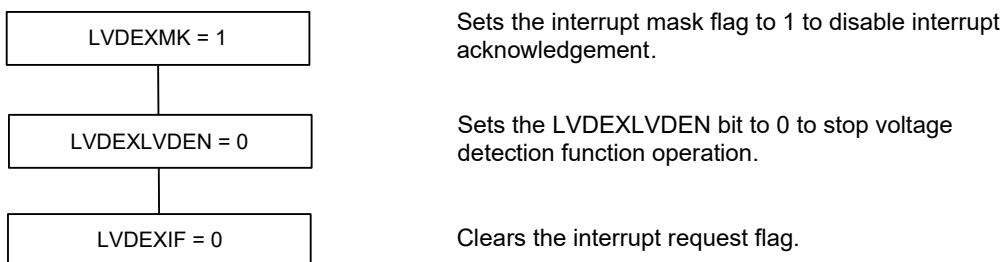 LVDEXMK = 1
Sets the interrupt mask flag to 1 to disable interrupt
acknowledgement.
LVDEXLVDEN = 0
Sets the LVDEXLVDEN bit to 0 to stop voltage
detection function operation.
LVDEXIF = 0
Clears the interrupt request flag.